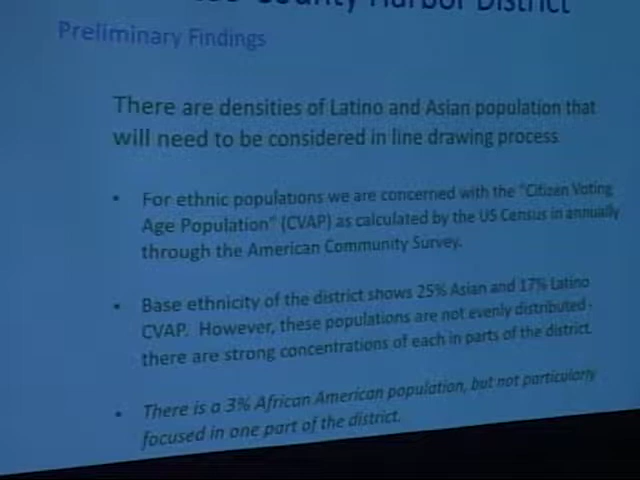 County Harbor District
Preliminary Findings
There are densities of Latino and Asian population that
will need to be considered in line drawing process
• For ethnic populations we are concerned with the "Citizen Voting
Age Population" (CVAP) as calculated by the US Census in annually
through the American Community Survey.
• Base ethnicity of the district shows 25% Asian and 17% Latino
CVAP. However, these populations are not evenly distributed -
there are strong concentrations of each in parts of the district.
• There is a 3% African American population, but not particularly
focused in one part of the district.